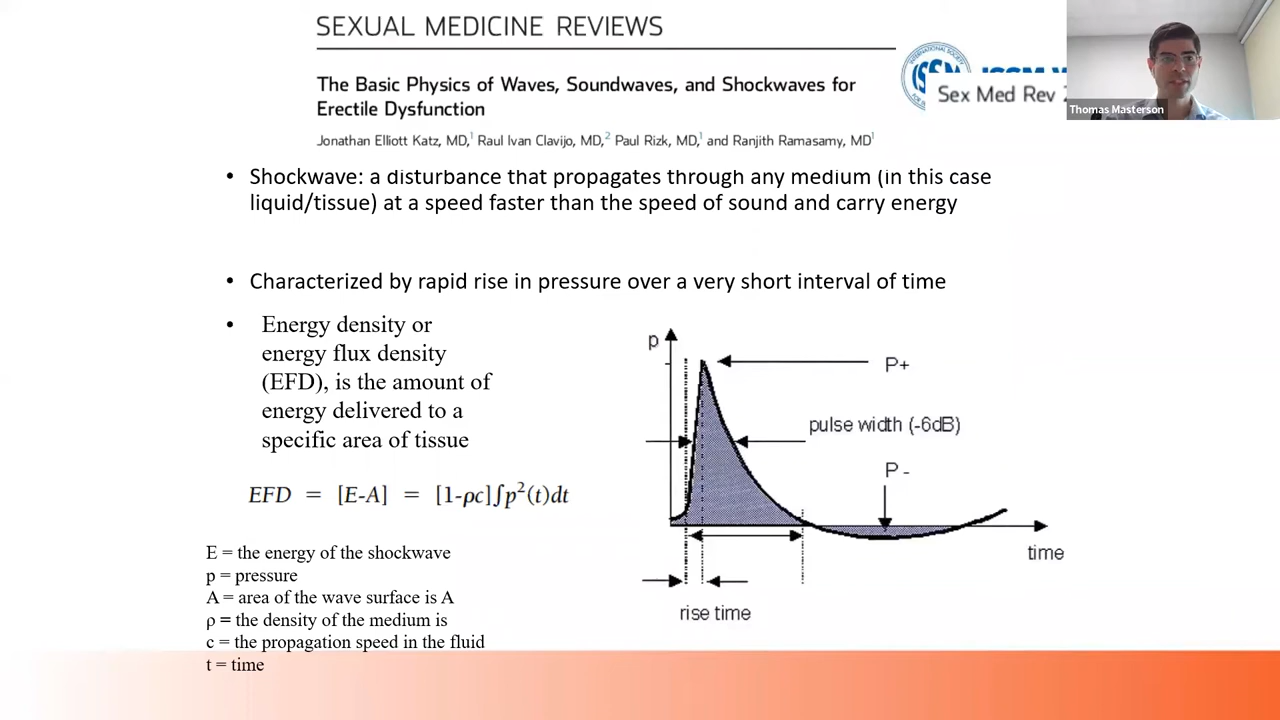 SEXUAL MEDICINE REVIEWS
The Basic Physics of Waves, Soundwaves, and Shockwaves for
Erectile Dysfunction
Jonathan Elliott Katz, MD,1 Raul Ivan Clavijo, MD,2 Paul Rizk, MD,1 and Ranjith Ramasamy, MD1
Sex Med Rev
Thomas Masterson
• Shockwave: a disturbance that propagates through any medium (in this case
liquid/tissue) at a speed faster than the speed of sound and carry energy
• Characterized by rapid rise in pressure over a very short interval of time
• Energy density or
energy flux density
(EFD), is the amount of
energy delivered to a
specific area of tissue
EFD = [E-A] = [1-ρc]∫p²(t)dt
E = the energy of the shockwave
p = pressure
A = area of the wave surface is A
ρ = the density of the medium is
c = the propagation speed in the fluid
t = time
p
P+
pulse width (-6dB)
P -
time
rise time